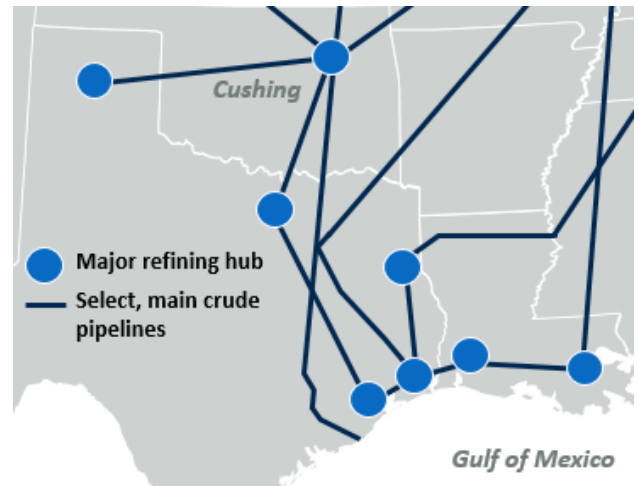 Cushing
Major refining hub
Select, main crude
pipelines
Gulf of Mexico